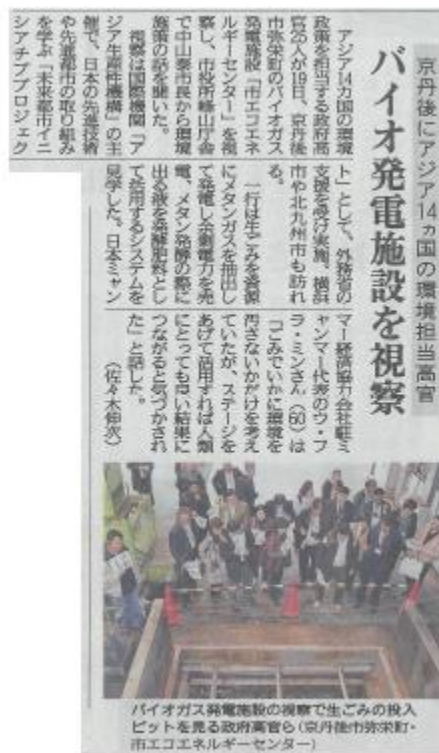 京丹後にアジア14カ国の環境担当高官
バイオ発電施設を視察
アジア14カ国の環境
政策を担当する政府高
官25人が19日、京丹後
市弥栄町のバイオガス
発電施設「市エコエネ
ルギーセンター」を視
察し、市役所峰山庁舎
で中山泰市長から環境
施策の話を聞いた。
視察は国際機関「ア
ジア生産性機構」の主
催で、日本の先進技術
や先進都市の取り組み
を学ぶ「未来都市イニ
シアチブプロジェク
ト」として、外務省の
支援を受け実施。横浜
市や北九州市も訪れ
る。
一行は生ごみを資源
にメタンガスを抽出し
て発電し余剰電力を売
電、メタン発酵の際に
出る液を発酵肥料とし
て活用するシステムを
見学した。日本ミャン
マー経済協力会社駐ミ
ャンマー代表のウ・フ
ラ・ミンさん(60)は
「ごみでいかに環境を
汚さないかだけを考え
ていたが、ステージを
あげて活用すれば人類
にとっても良い結果に
つながると気づかされ
た」と話した。
(佐々木伸次)
バイオガス発電施設の視察で生ごみの投入
ピットを見る政府高官ら(京丹後市弥栄町・
市エコエネルギーセンター)